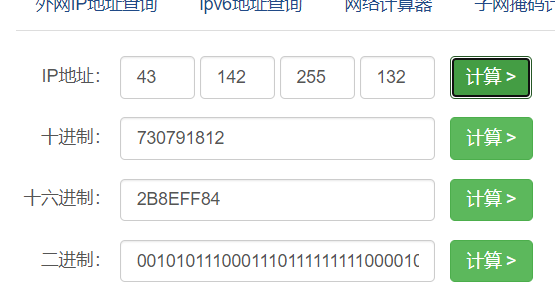 外网IP地址查询 ipv6地址查询 网络计算器 子网掩码计
IP地址: 43 142 255 132 计算 >
十进制: 730791812 计算 >
十六进制: 2B8EFF84 计算 >
二进制: 0010101110001110111111111000010 计算 >